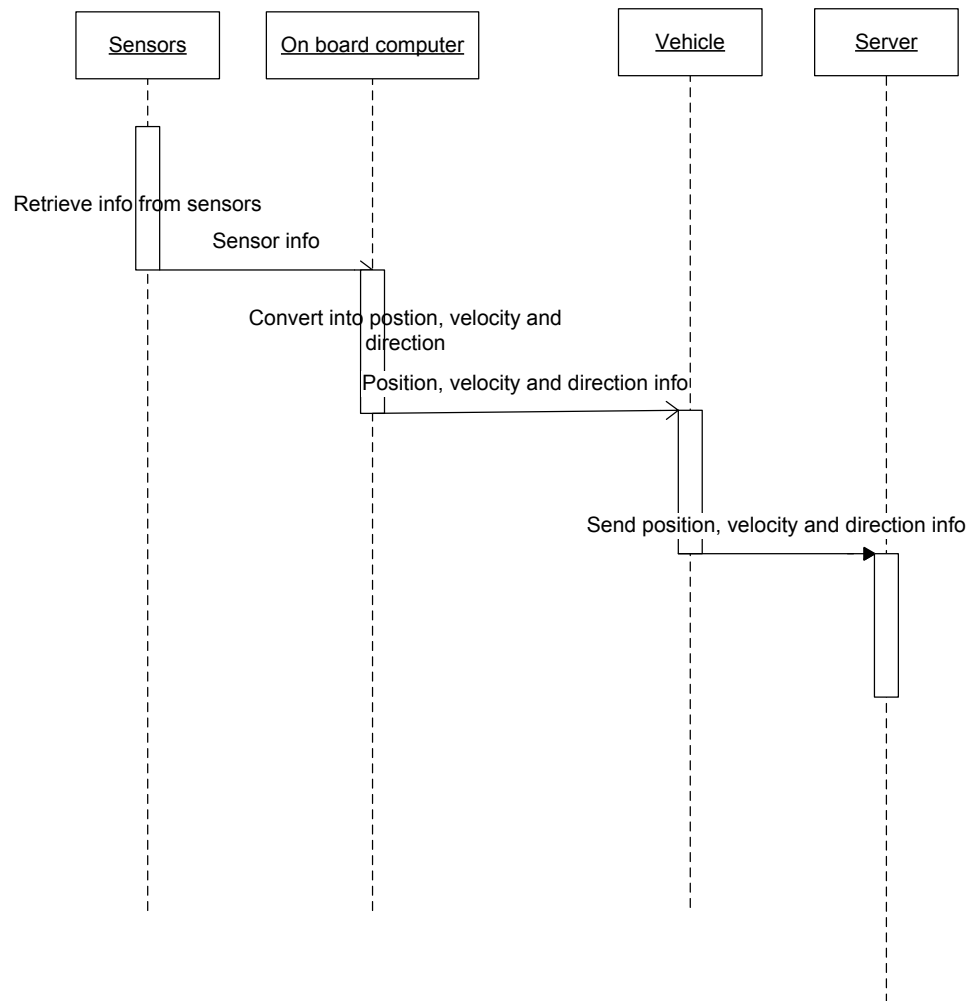 Sensors
On board computer
Vehicle
Server
Retrieve info from sensors
Sensor info
Convert into postion, velocity and
direction
Position, velocity and direction info
Send position, velocity and direction info